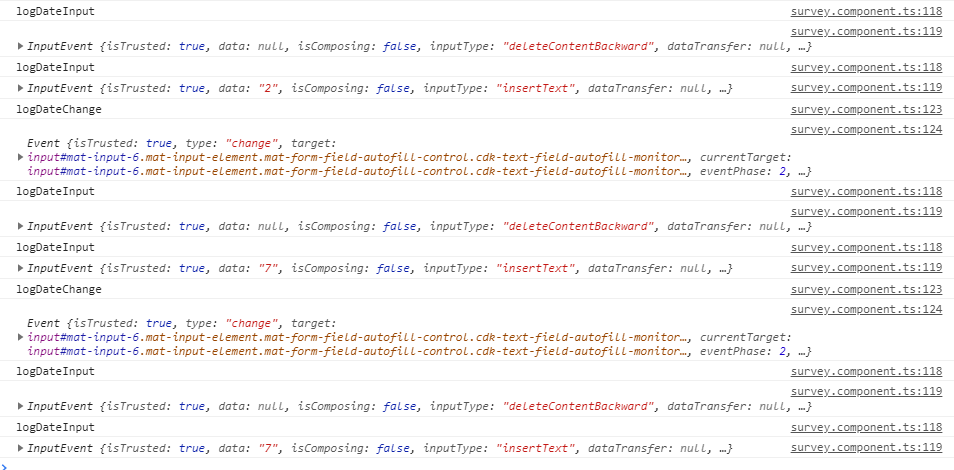 logDateInput survey.component.ts:118
survey.component.ts:119
InputEvent {isTrusted: true, data: null, isComposing: false, inputType: "deleteContentBackward", dataTransfer: null, …}
logDateInput survey.component.ts:118
InputEvent {isTrusted: true, data: "2", isComposing: false, inputType: "insertText", dataTransfer: null, …} survey.component.ts:119
logDateChange survey.component.ts:123
survey.component.ts:124
Event {isTrusted: true, type: "change", target:
input#mat-input-6.mat-input-element.mat-form-field-autofill-control.cdk-text-field-autofill-monitor…, currentTarget:
input#mat-input-6.mat-input-element.mat-form-field-autofill-control.cdk-text-field-autofill-monitor…, eventPhase: 2, …}
logDateInput survey.component.ts:118
survey.component.ts:119
InputEvent {isTrusted: true, data: null, isComposing: false, inputType: "deleteContentBackward", dataTransfer: null, …}
logDateInput survey.component.ts:118
InputEvent {isTrusted: true, data: "7", isComposing: false, inputType: "insertText", dataTransfer: null, …} survey.component.ts:119
logDateChange survey.component.ts:123
survey.component.ts:124
Event {isTrusted: true, type: "change", target:
input#mat-input-6.mat-input-element.mat-form-field-autofill-control.cdk-text-field-autofill-monitor…, currentTarget:
input#mat-input-6.mat-input-element.mat-form-field-autofill-control.cdk-text-field-autofill-monitor…, eventPhase: 2, …}
logDateInput survey.component.ts:118
survey.component.ts:119
InputEvent {isTrusted: true, data: null, isComposing: false, inputType: "deleteContentBackward", dataTransfer: null, …}
logDateInput survey.component.ts:118
InputEvent {isTrusted: true, data: "7", isComposing: false, inputType: "insertText", dataTransfer: null, …} survey.component.ts:119